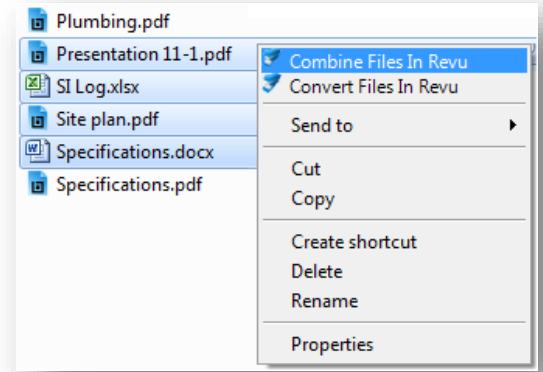 Plumbing.pdf
Presentation 11-1.pdf
SI Log.xlsx
Site plan.pdf
Specifications.docx
Specifications.pdf
Combine Files In Revu
Convert Files In Revu
Send to
Cut
Copy
Create shortcut
Delete
Rename
Properties